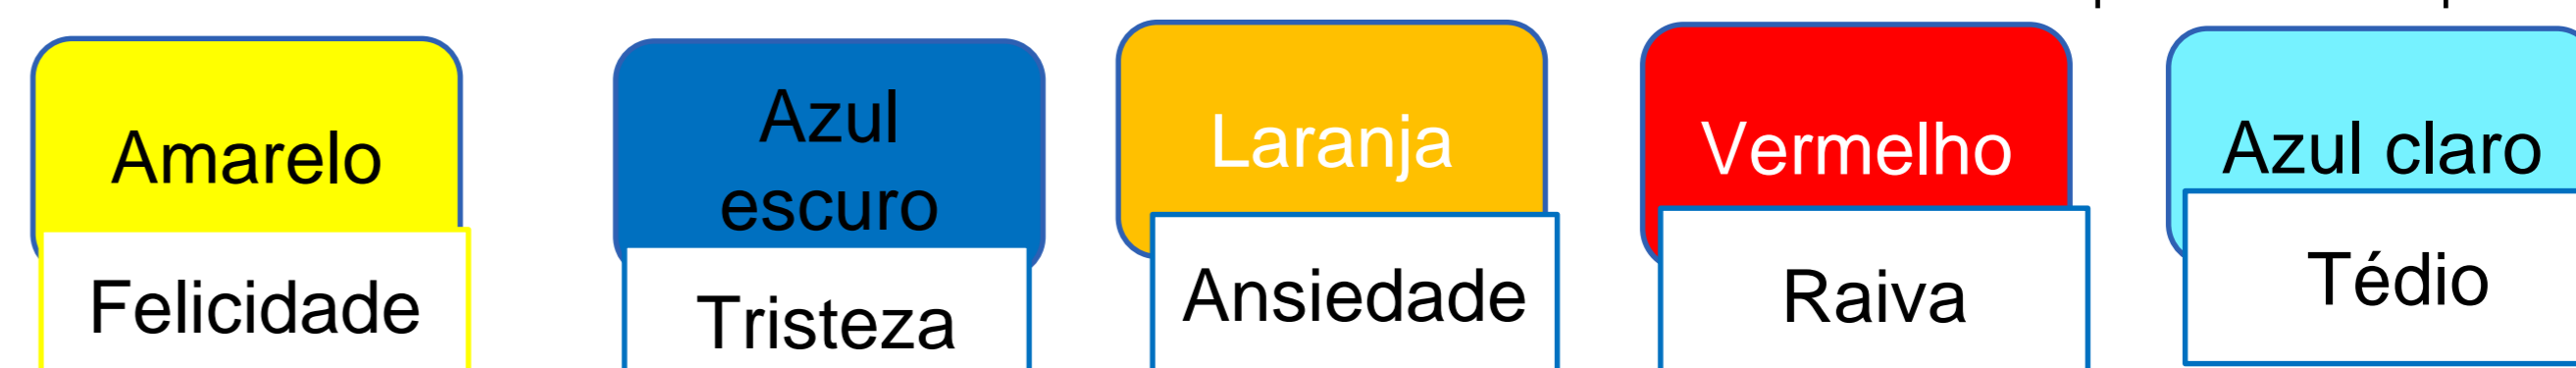 Amarelo
Felicidade
Azul
escuro
Tristeza
Laranja
Ansiedade
Vermelho
Raiva
Azul claro
Tédio